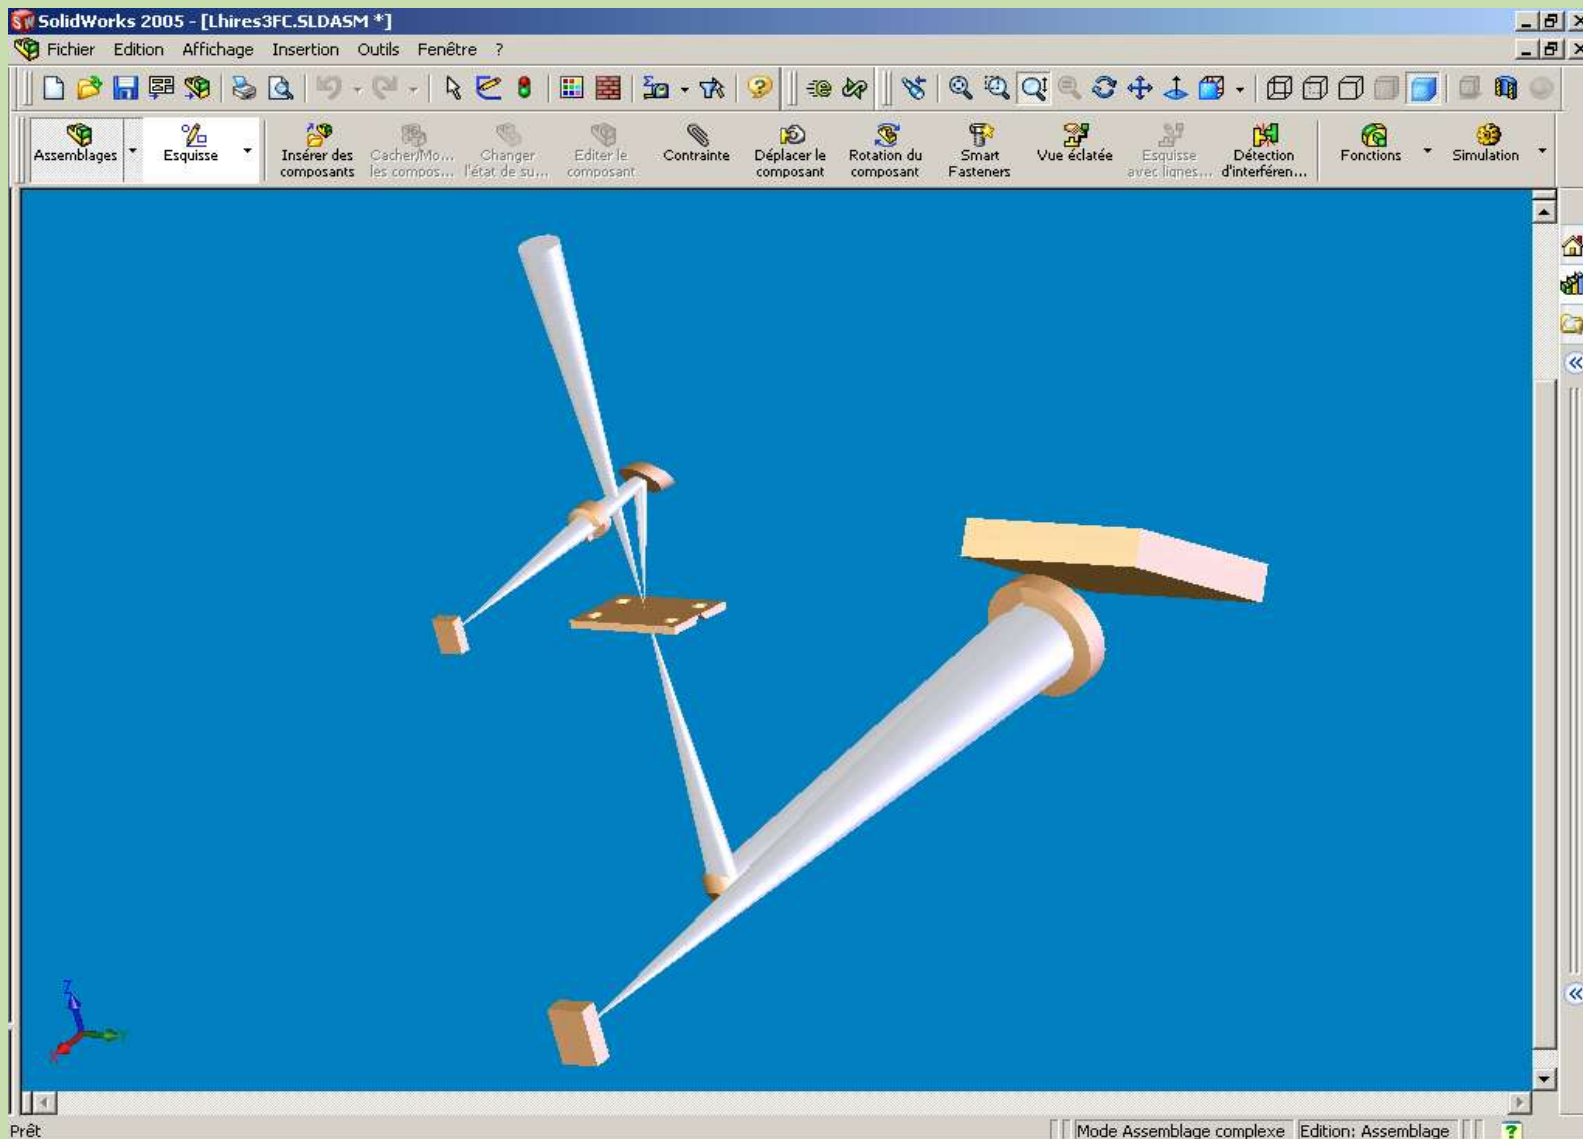 SolidWorks 2005 - [Lhires3FC.SLDASM *]
Fichier Edition Affichage Insertion Outils Fenêtre ?
Assemblages
Esquisse
Insérer des
composants
Cacher/Mo...
les compos...
Changer
l'état de su...
Editer le
composant
Contrainte
Déplacer le
composant
Rotation du
composant
Smart
Fasteners
Vue éclatée
Esquisse
avec lignes...
Détection
d'interféren...
Fonctions
Simulation
Z
X
Y
Prêt
Mode Assemblage complexe
Edition: Assemblage